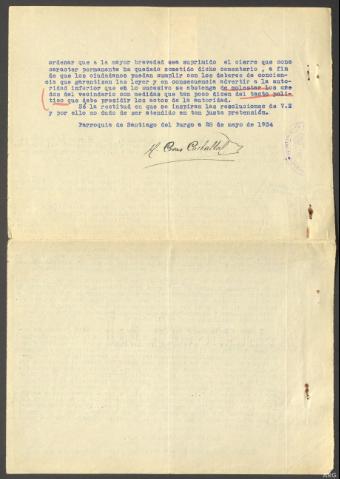 ordenar que a la mayor brevedad sea suprimido el cierre que como
caracter permanente ha quedado sometido dicho cementerio , a fin
de que los ciudadanos puedan cumplir con los deberes de concien-
cia que garantizan las leyes y en consecuencia advertir a la auto-
ridad inferior que en lo sucesivo se abstenga de molestar los
dos del vecindario con medidas que tan poco dicen del tacto polí-
tico que debe presidir los actos de la autoridad.
Sé la rectitud en que se inspiran las resoluciones de V.E
y por ello no dudo de ser atendido en tan justa pretensión.
Parroquia de Santiago del Burgo a 28 de mayo de 1934